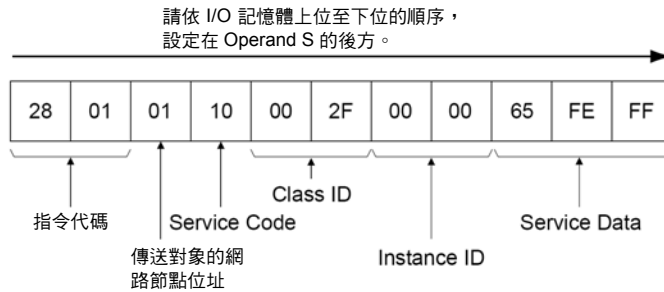 請依 I/O 記憶體上位至下位的順序，
設定在 Operand S 的後方。
28 01 01 10 00 2F 00 00 65 FE FF
Class ID
指令代碼 Service Code Service Data
傳送對象的網
路節點位址
Instance ID